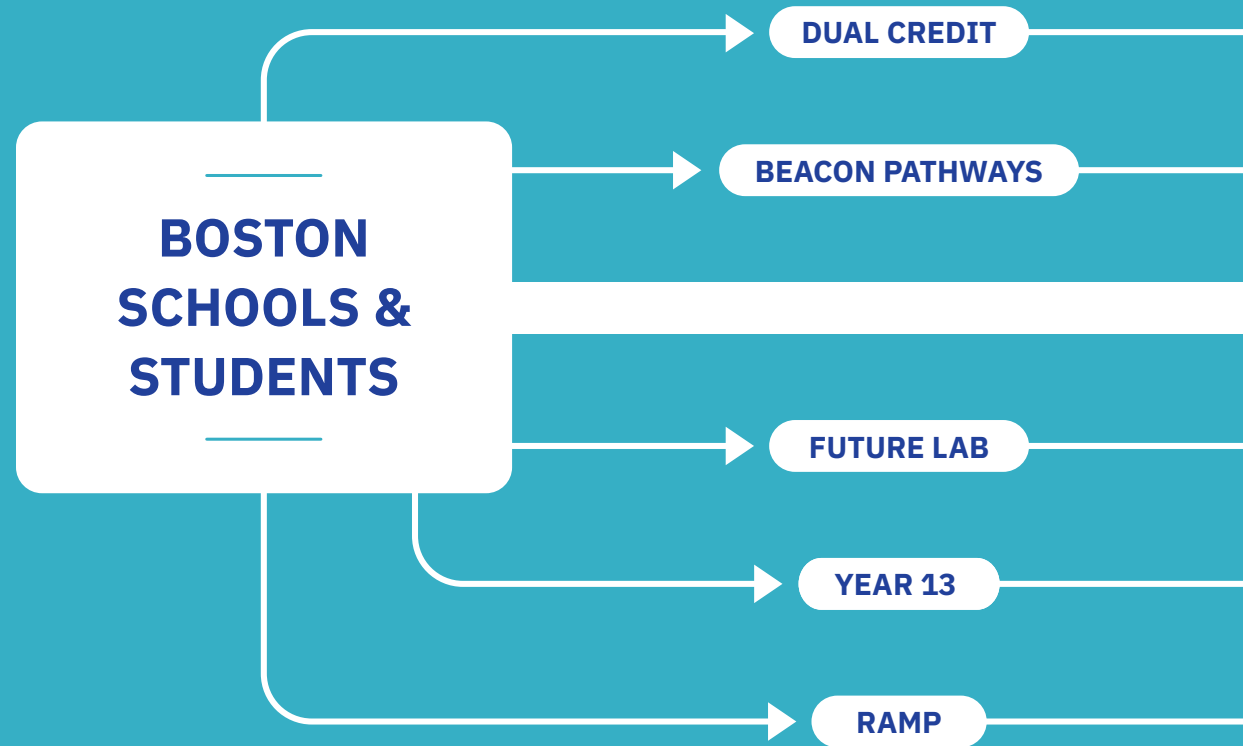 DUAL CREDIT
BEACON PATHWAYS
BOSTON
SCHOOLS &
STUDENTS
FUTURE LAB
YEAR 13
RAMP